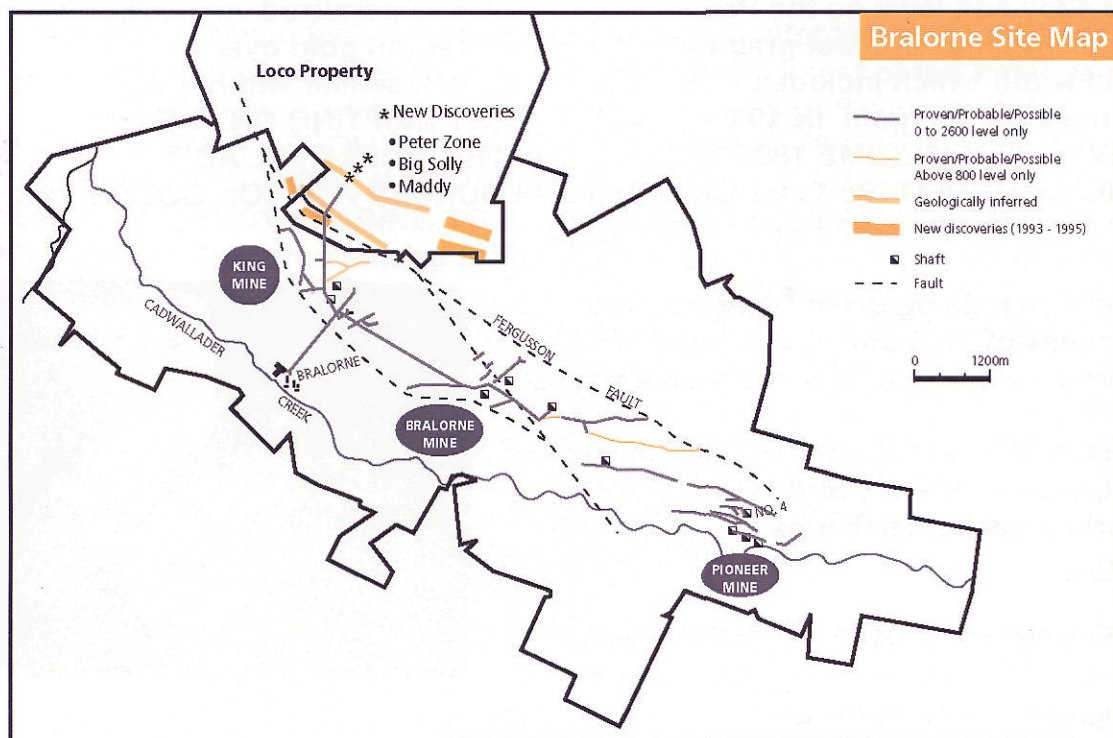 Bralorne Site Map
Loco Property
* New Discoveries
• Peter Zone
• Big Solly
• Maddy
Proven/Probable/Possible
0 to 2600 level only
Proven/Probable/Possible
Above 800 level only
Geologically inferred
New discoveries (1993 - 1995)
Shaft
Fault
0 1200m
KING
MINE
CADWALLADER
CREEK
BRALORNE
FERGUSSON
FAULT
BRALORNE
MINE
NO. 4
PIONEER
MINE